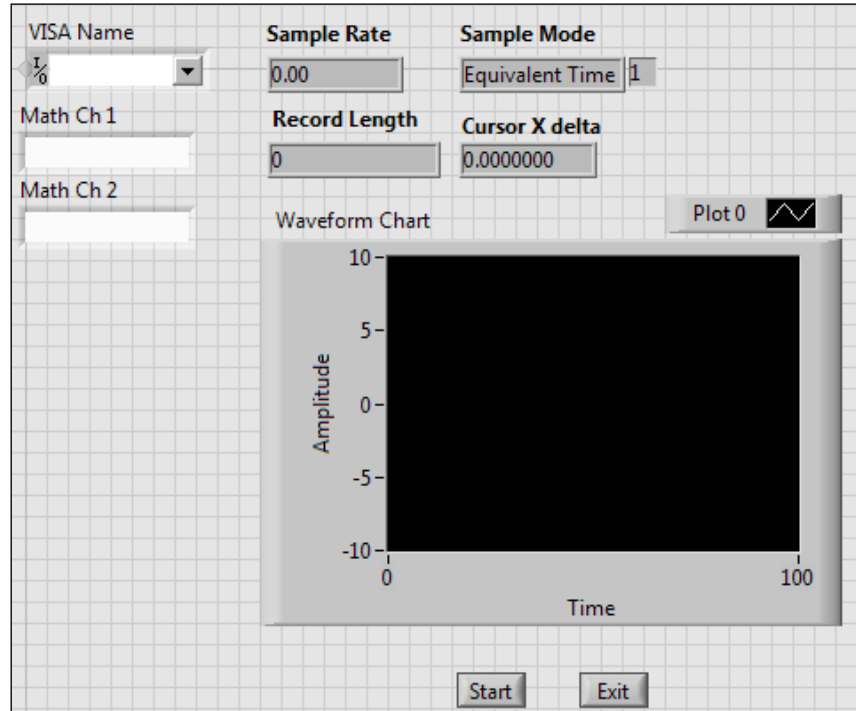 VISA Name
Sample Rate
Sample Mode
I/0
0.00
Equivalent Time
1
Math Ch 1
Record Length
Cursor X delta
0
0.0000000
Math Ch 2
Waveform Chart
Plot 0
10
5
0
-5
-10
Amplitude
0
100
Time
Start
Exit